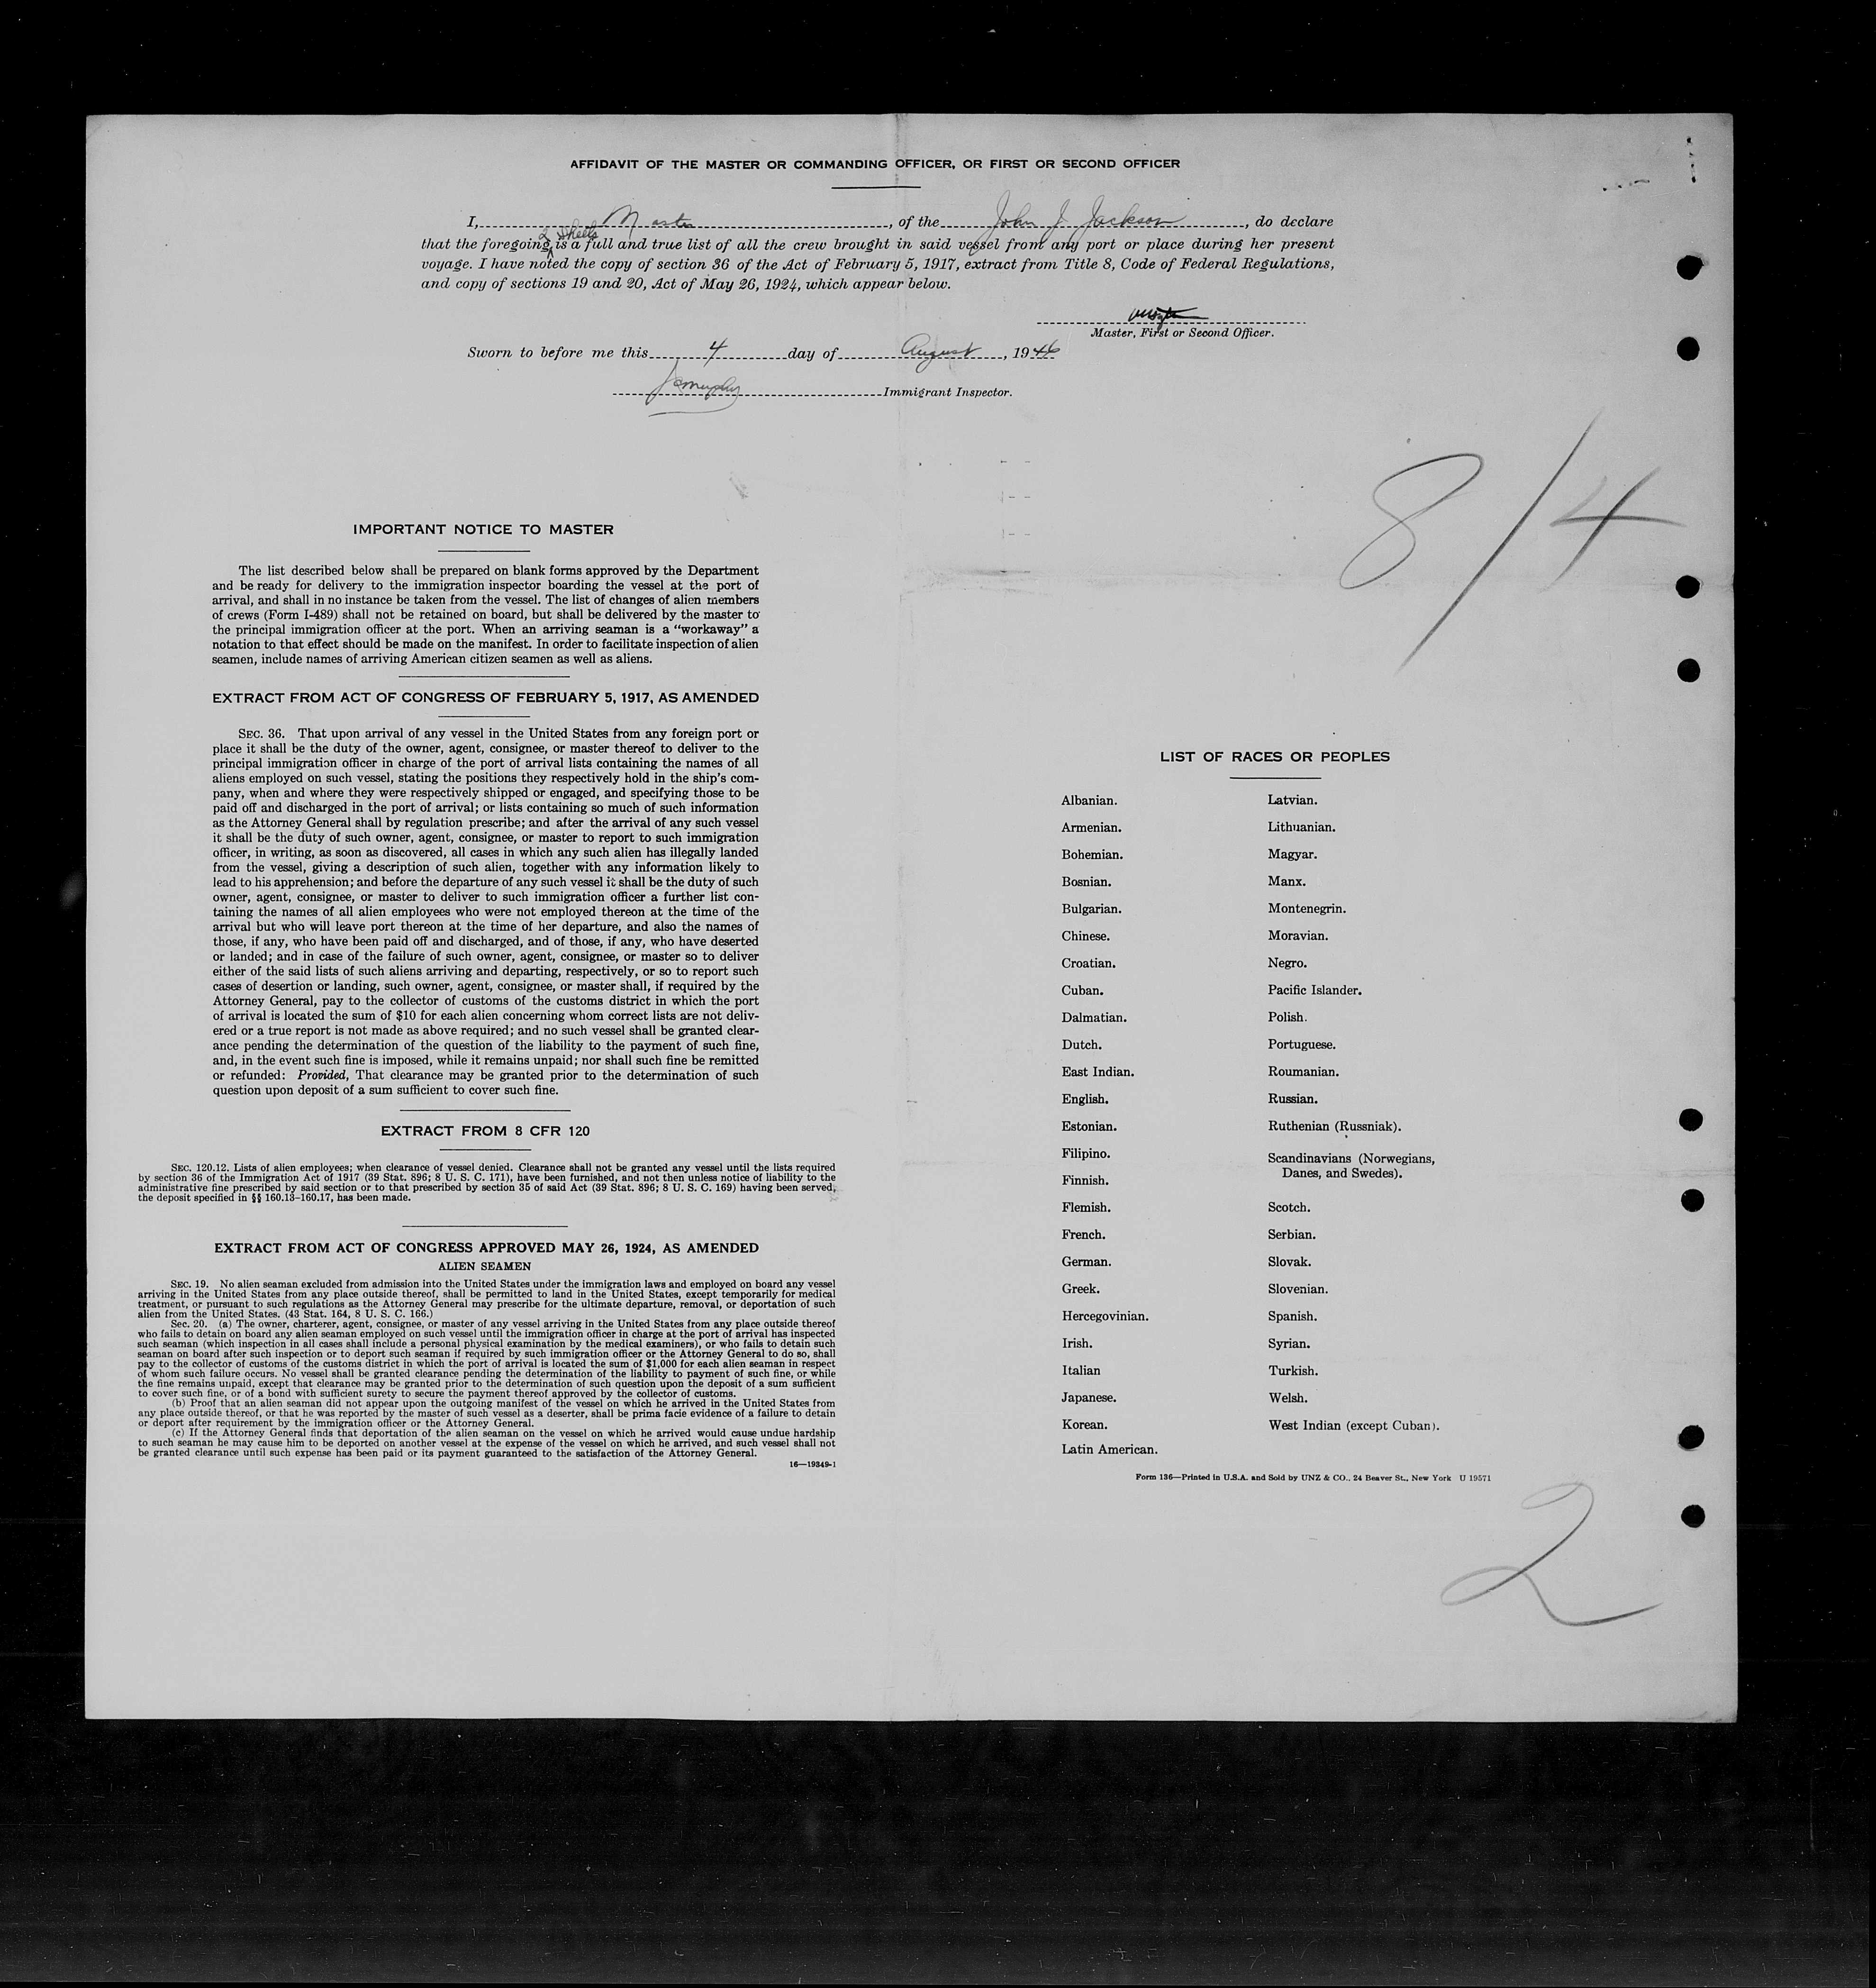 AFFIDAVIT OF THE MASTER OR COMMANDING OFFICER, OR FIRST OR SECOND OFFICER
I, Master, of the John J. Jackson, do declare
2 sheets
that the foregoing is a full and true list of all the crew brought in said vessel from any port or place during her present
voyage. I have noted the copy of section 36 of the Act of February 5, 1917, extract from Title 8, Code of Federal Regulations,
and copy of sections 19 and 20, Act of May 26, 1924, which appear below.
Master, First or Second Officer.
Sworn to before me this 4 day of August, 1946
Immigrant Inspector.
8/4
IMPORTANT NOTICE TO MASTER
The list described below shall be prepared on blank forms approved by the Department
and be ready for delivery to the immigration inspector boarding the vessel at the port of
arrival, and shall in no instance be taken from the vessel. The list of changes of alien members
of crews (Form I-489) shall not be retained on board, but shall be delivered by the master to
the principal immigration officer at the port. When an arriving seaman is a “workaway” a
notation to that effect should be made on the manifest. In order to facilitate inspection of alien
seamen, include names of arriving American citizen seamen as well as aliens.
EXTRACT FROM ACT OF CONGRESS OF FEBRUARY 5, 1917, AS AMENDED
SEC. 36. That upon arrival of any vessel in the United States from any foreign port or
place it shall be the duty of the owner, agent, consignee, or master thereof to deliver to the
principal immigration officer in charge of the port of arrival lists containing the names of all
aliens employed on such vessel, stating the positions they respectively hold in the ship's com-
pany, when and where they were respectively shipped or engaged, and specifying those to be
paid off and discharged in the port of arrival; or lists containing so much of such information
as the Attorney General shall by regulation prescribe; and after the arrival of any such vessel
it shall be the duty of such owner, agent, consignee, or master to report to such immigration
officer, in writing, as soon as discovered, all cases in which any such alien has illegally landed
from the vessel, giving a description of such alien, together with any information likely to
lead to his apprehension; and before the departure of any such vessel it shall be the duty of such
owner, agent, consignee, or master to deliver to such immigration officer a further list con-
taining the names of all alien employees who were not employed thereon at the time of the
arrival but who will leave port thereon at the time of her departure, and also the names of
those, if any, who have been paid off and discharged, and of those, if any, who have deserted
or landed; and in case of the failure of such owner, agent, consignee, or master so to deliver
either of the said lists of such aliens arriving and departing, respectively, or so to report such
cases of desertion or landing, such owner, agent, consignee, or master shall, if required by the
Attorney General, pay to the collector of customs of the customs district in which the port
of arrival is located the sum of $10 for each alien concerning whom correct lists are not deliv-
ered or a true report is not made as above required; and no such vessel shall be granted clear-
ance pending the determination of the question of the liability to the payment of such fine,
and, in the event such fine is imposed, while it remains unpaid; nor shall such fine be remitted
or refunded: Provided, That clearance may be granted prior to the determination of such
question upon deposit of a sum sufficient to cover such fine.
EXTRACT FROM 8 CFR 120
SEC. 120.12. Lists of alien employees; when clearance of vessel denied. Clearance shall not be granted any vessel until the lists required
by section 36 of the Immigration Act of 1917 (39 Stat. 896; 8 U. S. C. 171), have been furnished, and not then unless notice of liability to the
administrative fine prescribed by said section or to that prescribed by section 35 of said Act (39 Stat. 896; 8 U. S. C. 169) having been served,
the deposit specified in §§ 160.13–160.17, has been made.
EXTRACT FROM ACT OF CONGRESS APPROVED MAY 26, 1924, AS AMENDED
ALIEN SEAMEN
SEC. 19. No alien seaman excluded from admission into the United States under the immigration laws and employed on board any vessel
arriving in the United States from any place outside thereof, shall be permitted to land in the United States, except temporarily for medical
treatment, or pursuant to such regulations as the Attorney General may prescribe for the ultimate departure, removal, or deportation of such
alien from the United States. (43 Stat. 164, 8 U. S. C. 166.)
Sec. 20. (a) The owner, charterer, agent, consignee, or master of any vessel arriving in the United States from any place outside thereof
who fails to detain on board any alien seaman employed on such vessel until the immigration officer in charge at the port of arrival has inspected
such seaman (which inspection in all cases shall include a personal physical examination by the medical examiners), or who fails to detain such
seaman on board after such inspection or to deport such seaman if required by such immigration officer or the Attorney General to do so, shall
pay to the collector of customs of the customs district in which the port of arrival is located the sum of $1,000 for each alien seaman in respect
of whom such failure occurs. No vessel shall be granted clearance pending the determination of the liability to payment of such fine, or while
the fine remains unpaid, except that clearance may be granted prior to the determination of such question upon the deposit of a sum sufficient
to cover such fine, or of a bond with sufficient surety to secure the payment thereof approved by the collector of customs.
(b) Proof that an alien seaman did not appear upon the outgoing manifest of the vessel on which he arrived in the United States from
any place outside thereof, or that he was reported by the master of such vessel as a deserter, shall be prima facie evidence of a failure to detain
or deport after requirement by the immigration officer or the Attorney General.
(c) If the Attorney General finds that deportation of the alien seaman on the vessel on which he arrived would cause undue hardship
to such seaman he may cause him to be deported on another vessel at the expense of the vessel on which he arrived, and such vessel shall not
be granted clearance until such expense has been paid or its payment guaranteed to the satisfaction of the Attorney General.
16—19349-1
LIST OF RACES OR PEOPLES
Albanian.
Armenian.
Bohemian.
Bosnian.
Bulgarian.
Chinese.
Croatian.
Cuban.
Dalmatian.
Dutch.
East Indian.
English.
Estonian.
Filipino.
Finnish.
Flemish.
French.
German.
Greek.
Hercegovinian.
Irish.
Italian
Japanese.
Korean.
Latin American.
Latvian.
Lithuanian.
Magyar.
Manx.
Montenegrin.
Moravian.
Negro.
Pacific Islander.
Polish.
Portuguese.
Roumanian.
Russian.
Ruthenian (Russniak).
Scandinavians (Norwegians,
Danes, and Swedes).
Scotch.
Serbian.
Slovak.
Slovenian.
Spanish.
Syrian.
Turkish.
Welsh.
West Indian (except Cuban).
Form 136—Printed in U.S.A. and Sold by UNZ & CO., 24 Beaver St., New York U 19571
2